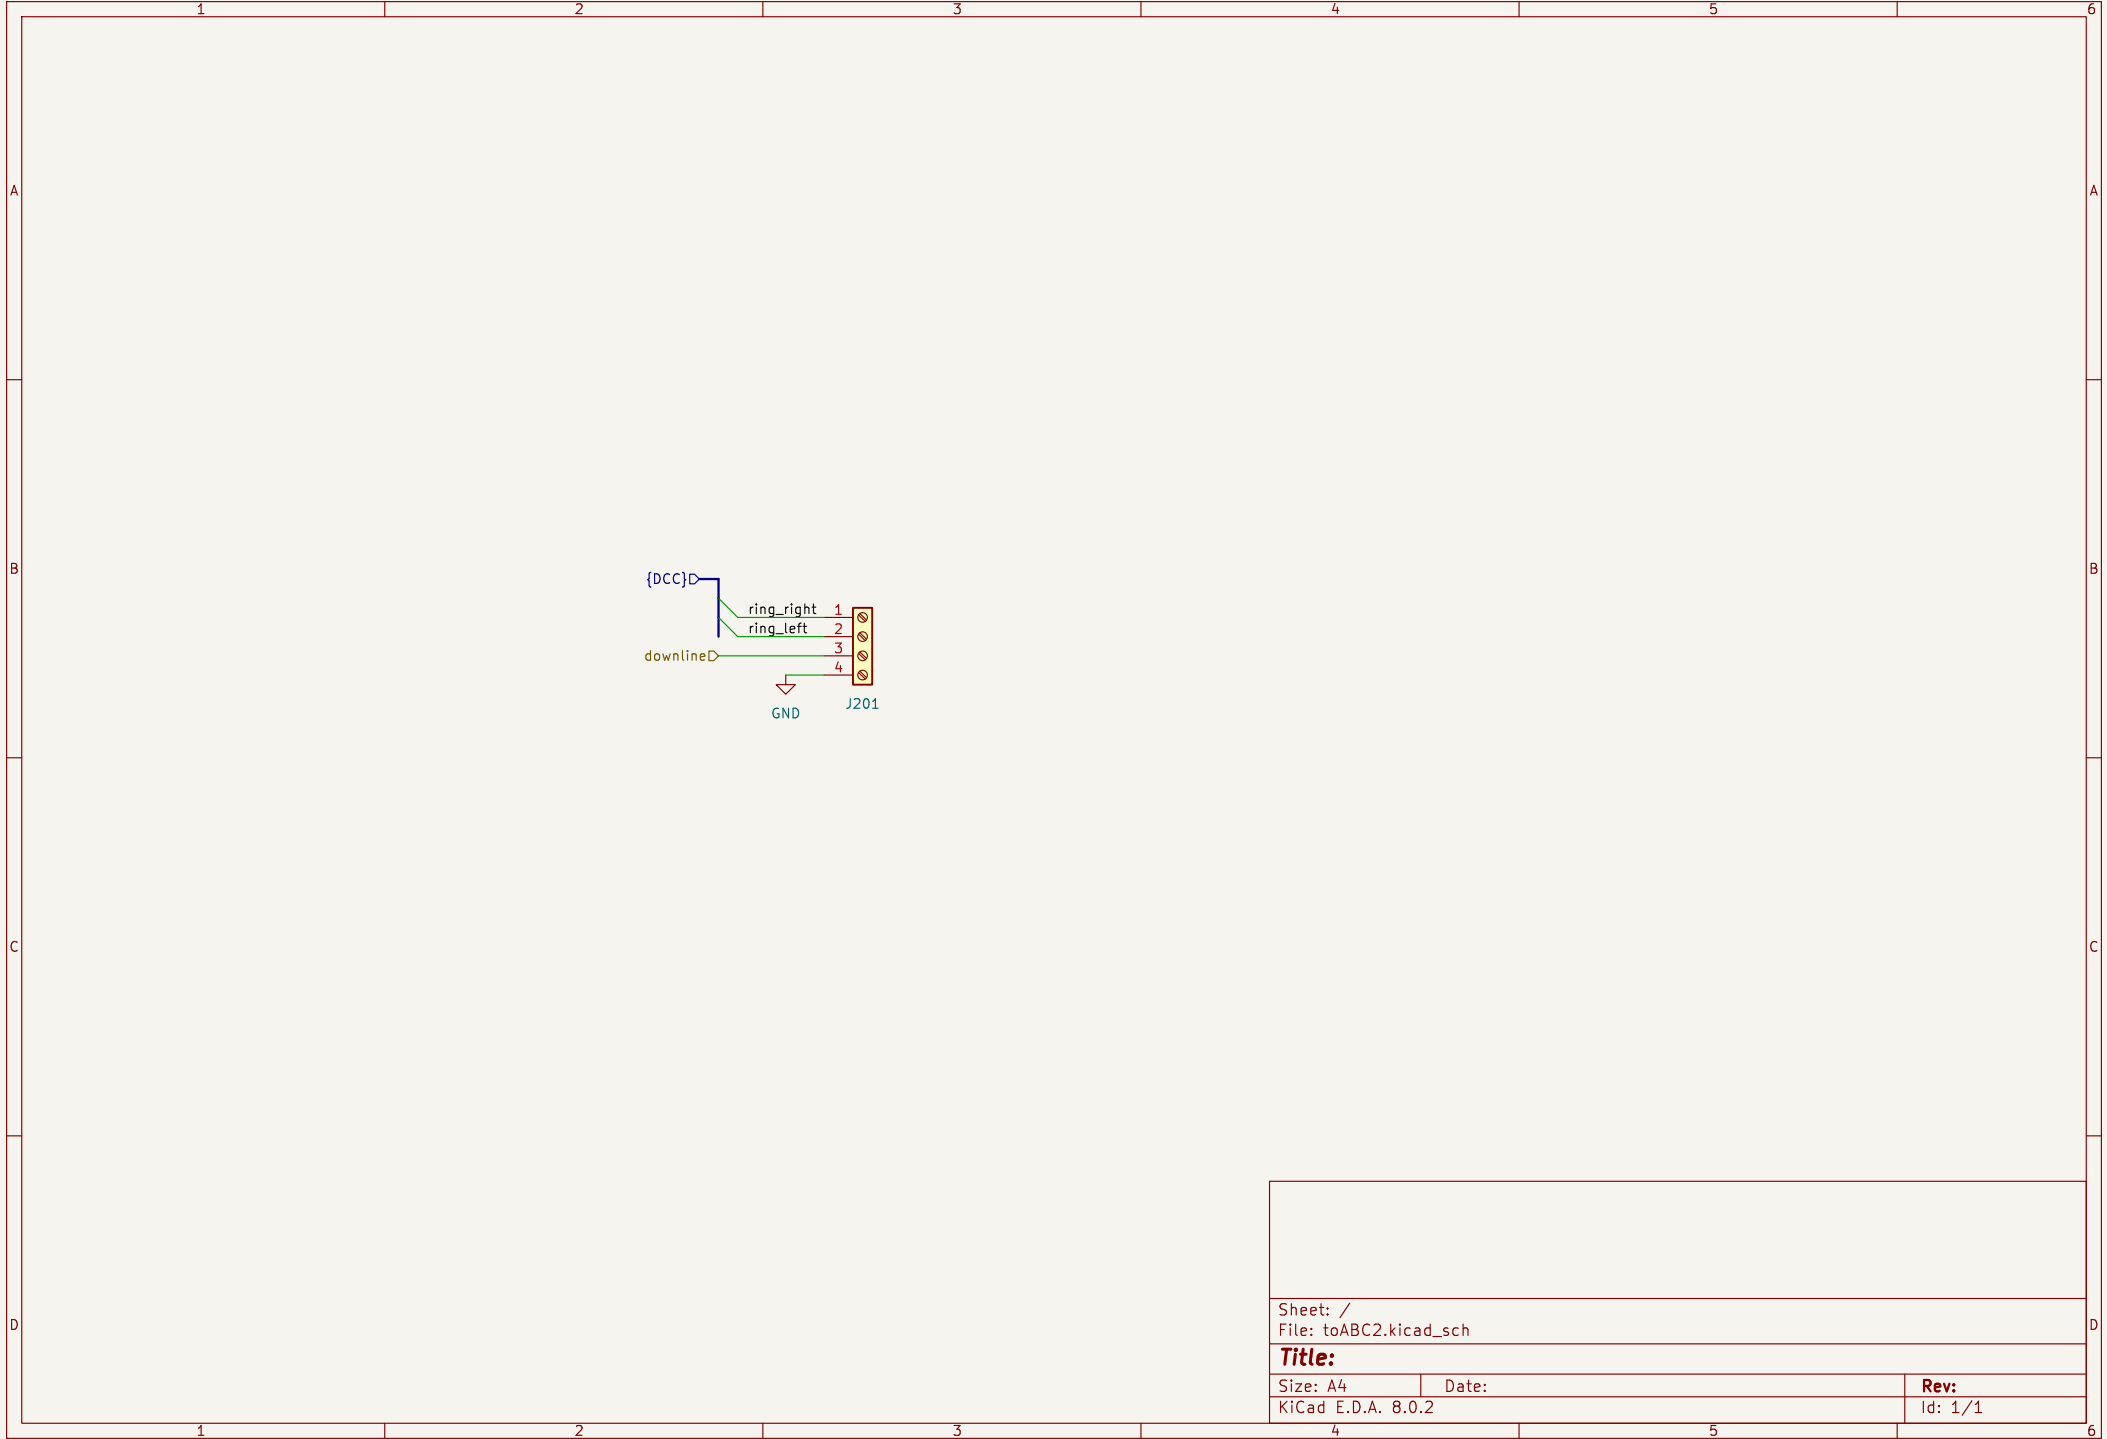 1 2 3 4 5 6
A A
B B
{DCC}
ring_right 1
ring_left 2
downline 3
4
GND
J201
C C
Sheet: /
File: toABC2.kicad_sch
D D
Title:
Size: A4 Date: Rev:
KiCad E.D.A. 8.0.2 Id: 1/1
1 2 3 4 5 6